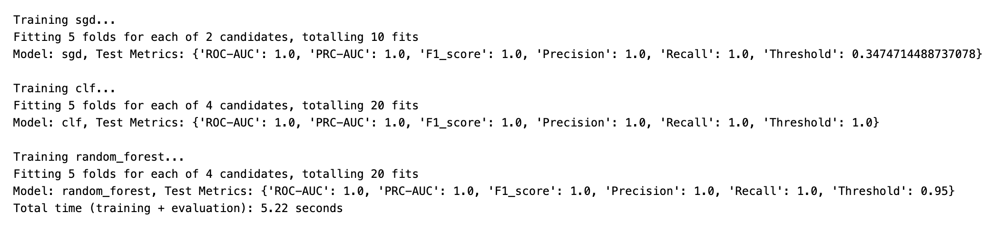 Training sgd...
Fitting 5 folds for each of 2 candidates, totalling 10 fits
Model: sgd, Test Metrics: {'ROC-AUC': 1.0, 'PRC-AUC': 1.0, 'F1_score': 1.0, 'Precision': 1.0, 'Recall': 1.0, 'Threshold': 0.3474714488737078}
Training clf...
Fitting 5 folds for each of 4 candidates, totalling 20 fits
Model: clf, Test Metrics: {'ROC-AUC': 1.0, 'PRC-AUC': 1.0, 'F1_score': 1.0, 'Precision': 1.0, 'Recall': 1.0, 'Threshold': 1.0}
Training random_forest...
Fitting 5 folds for each of 4 candidates, totalling 20 fits
Model: random_forest, Test Metrics: {'ROC-AUC': 1.0, 'PRC-AUC': 1.0, 'F1_score': 1.0, 'Precision': 1.0, 'Recall': 1.0, 'Threshold': 0.95}
Total time (training + evaluation): 5.22 seconds